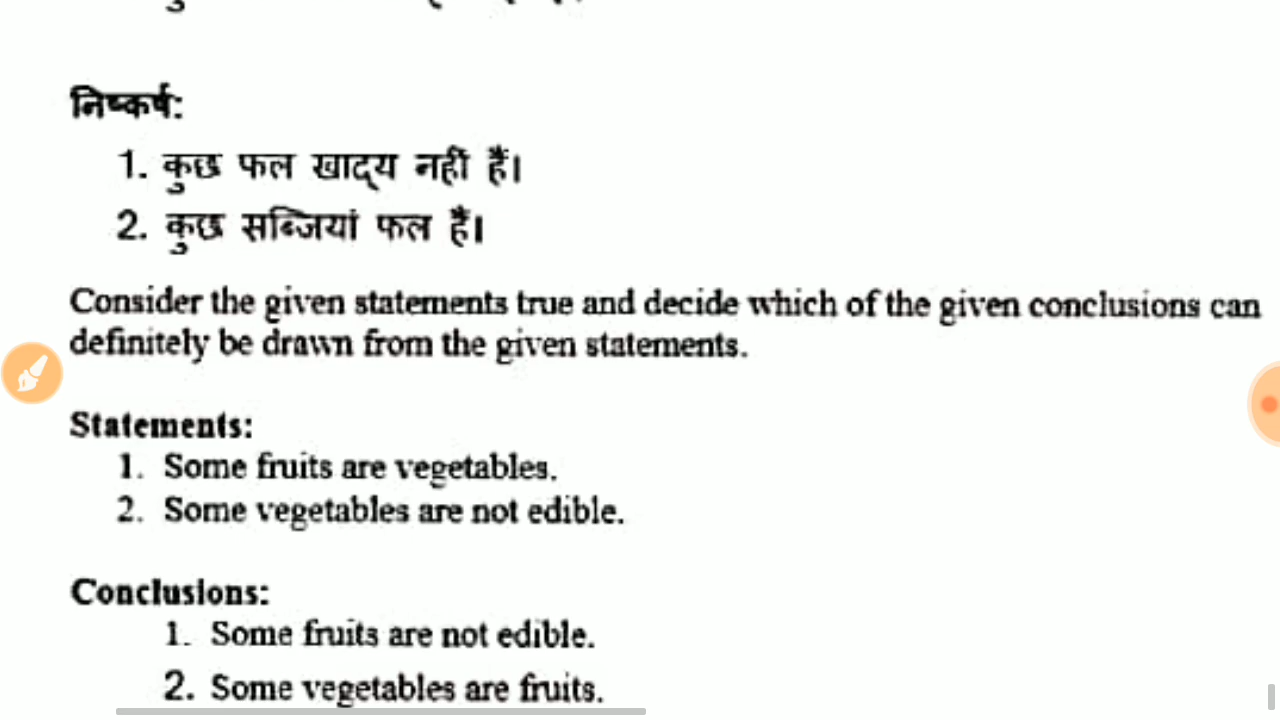 निष्कर्ष:
1. कुछ फल खाद्य नहीं हैं।
2. कुछ सब्जियां फल हैं।
Consider the given statements true and decide which of the given conclusions can
definitely be drawn from the given statements.
Statements:
1. Some fruits are vegetables.
2. Some vegetables are not edible.
Conclusions:
1. Some fruits are not edible.
2. Some vegetables are fruits.